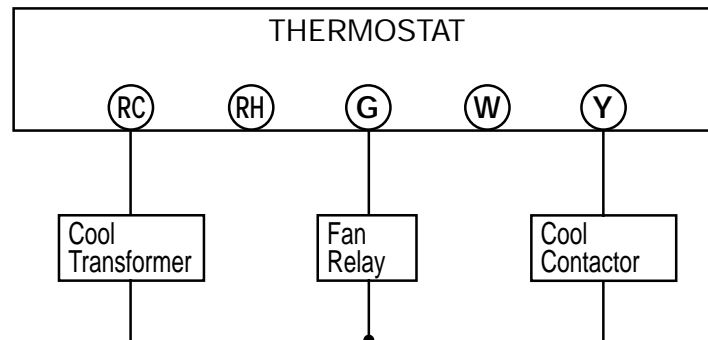 THERMOSTAT
RC RH G W Y
Cool
Transformer
Fan
Relay
Cool
Contactor